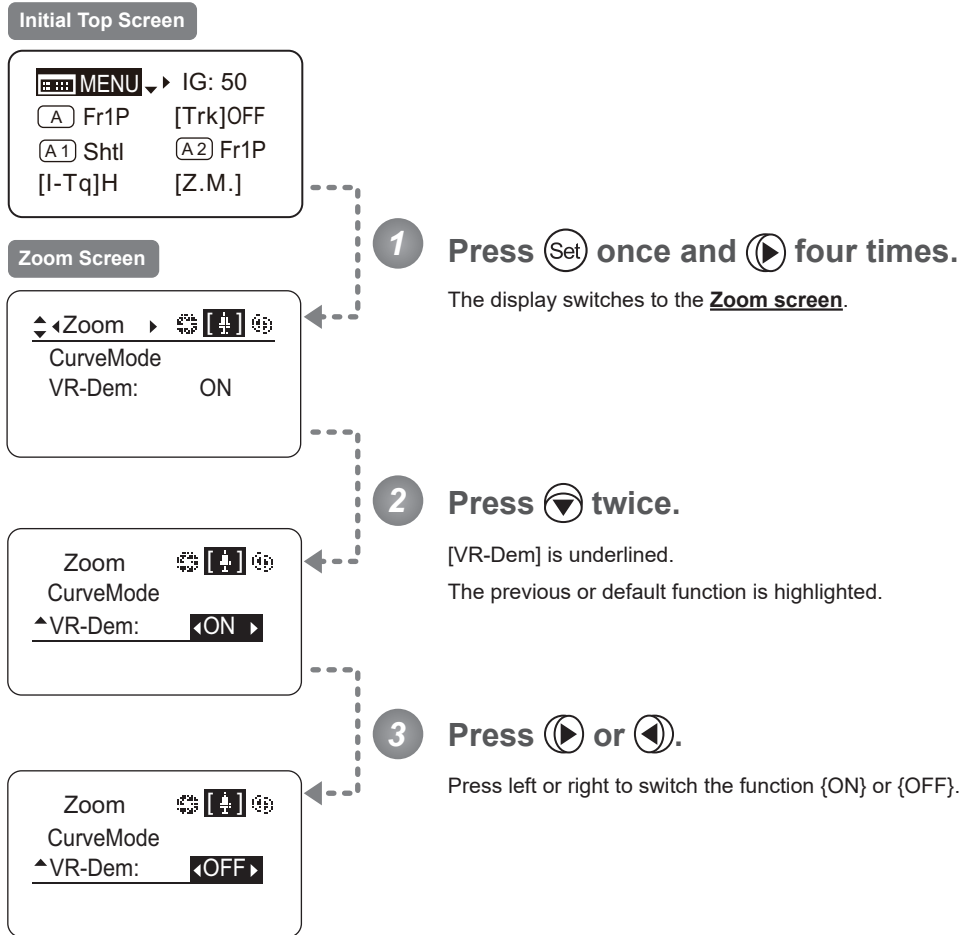 Initial Top Screen
MENU IG: 50
A Fr1P [Trk]OFF
A1 Shtl A2 Fr1P
[I-Tq]H [Z.M.]
1 Press Set once and four times.
The display switches to the Zoom screen.
Zoom Screen
Zoom
CurveMode
VR-Dem: ON
2 Press twice.
[VR-Dem] is underlined.
The previous or default function is highlighted.
Zoom
CurveMode
VR-Dem: ON
3 Press or .
Press left or right to switch the function {ON} or {OFF}.
Zoom
CurveMode
VR-Dem: OFF